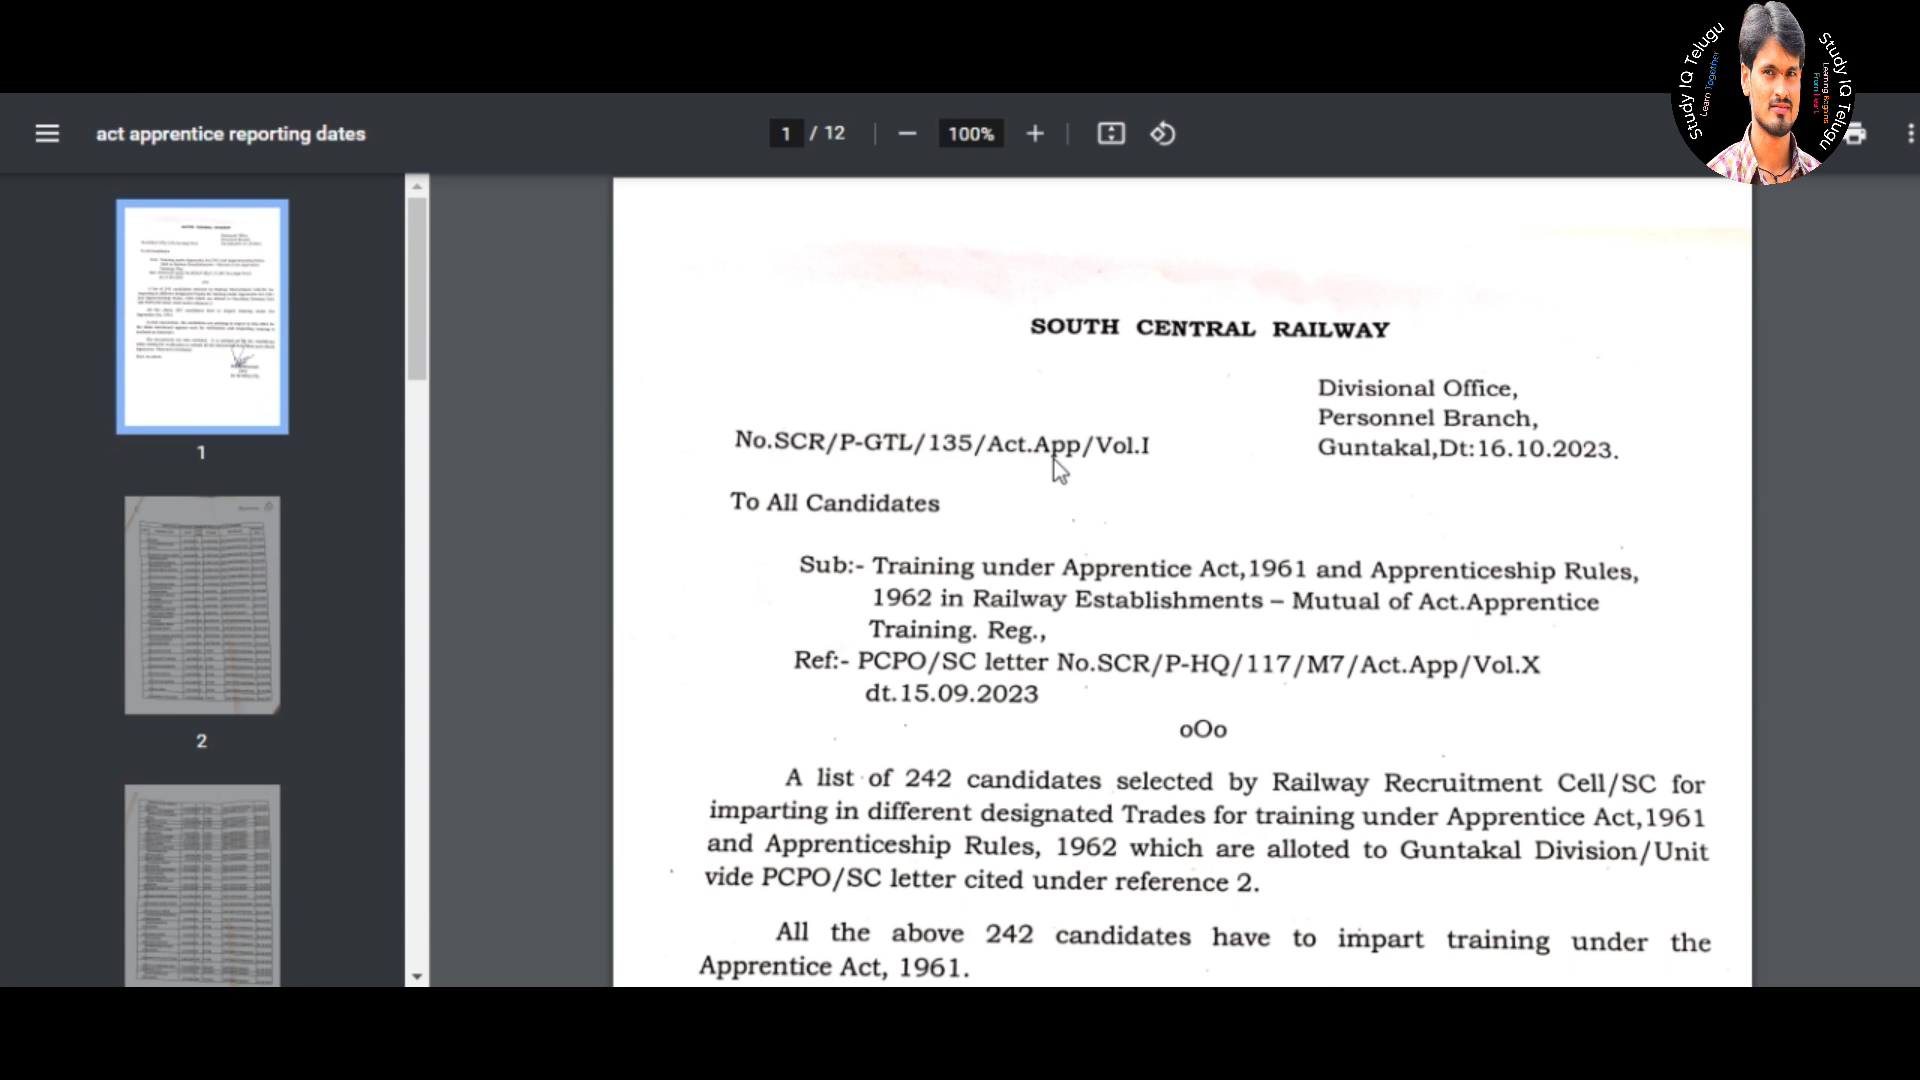 act apprentice reporting dates
1 / 12
100%
Study IQ Telugu
Learn Together
Study IQ Telugu
Learning Begins
From Heart
1
2
SOUTH CENTRAL RAILWAY
Divisional Office,
Personnel Branch,
No.SCR/P-GTL/135/Act.App/Vol.I
Guntakal,Dt:16.10.2023.
To All Candidates
Sub:- Training under Apprentice Act,1961 and Apprenticeship Rules,
1962 in Railway Establishments – Mutual of Act.Apprentice
Training. Reg.,
Ref:- PCPO/SC letter No.SCR/P-HQ/117/M7/Act.App/Vol.X
dt.15.09.2023
oOo
A list of 242 candidates selected by Railway Recruitment Cell/SC for
imparting in different designated Trades for training under Apprentice Act,1961
and Apprenticeship Rules, 1962 which are alloted to Guntakal Division/Unit
vide PCPO/SC letter cited under reference 2.
All the above 242 candidates have to impart training under the
Apprentice Act, 1961.